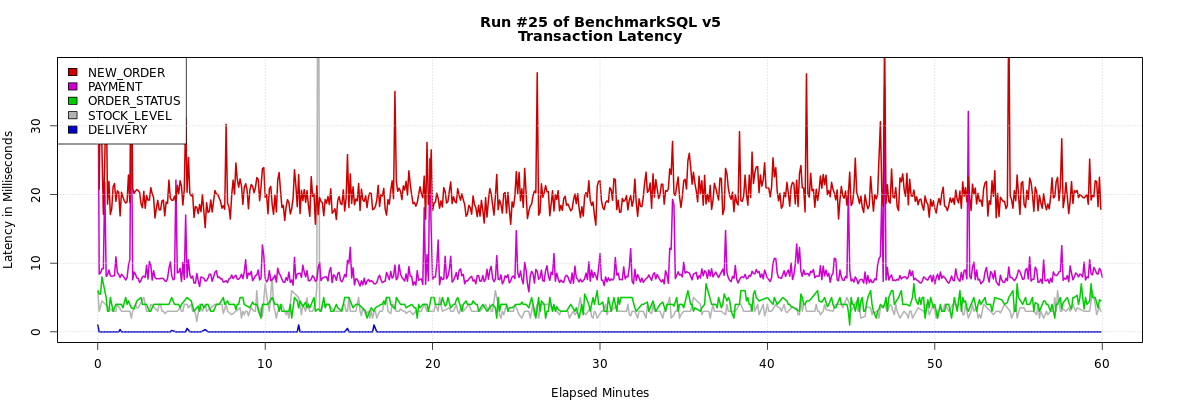 Run #25 of BenchmarkSQL v5
Transaction Latency
NEW_ORDER
PAYMENT
ORDER_STATUS
STOCK_LEVEL
DELIVERY
Latency in Milliseconds
30
20
10
0
0 10 20 30 40 50 60
Elapsed Minutes